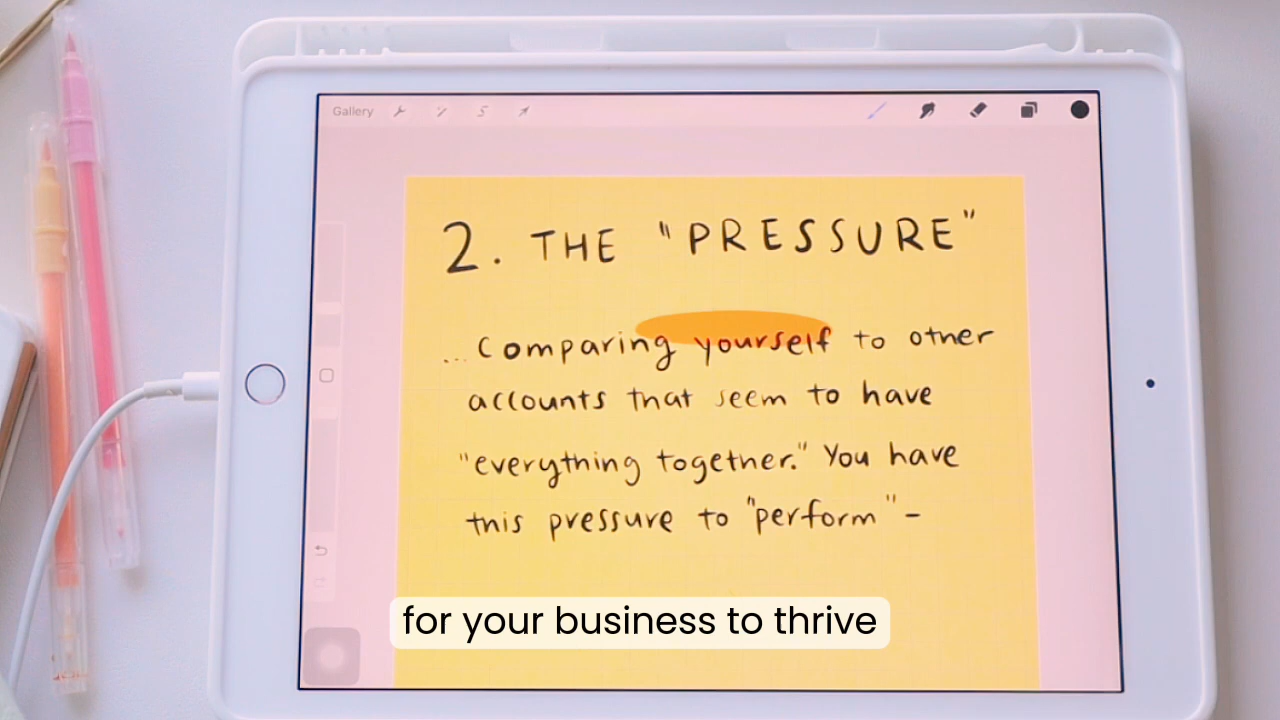 Gallery
2. THE "PRESSURE"
... comparing yourself to other
accounts that seem to have
"everything together." You have
this pressure to "perform" -
for your business to thrive